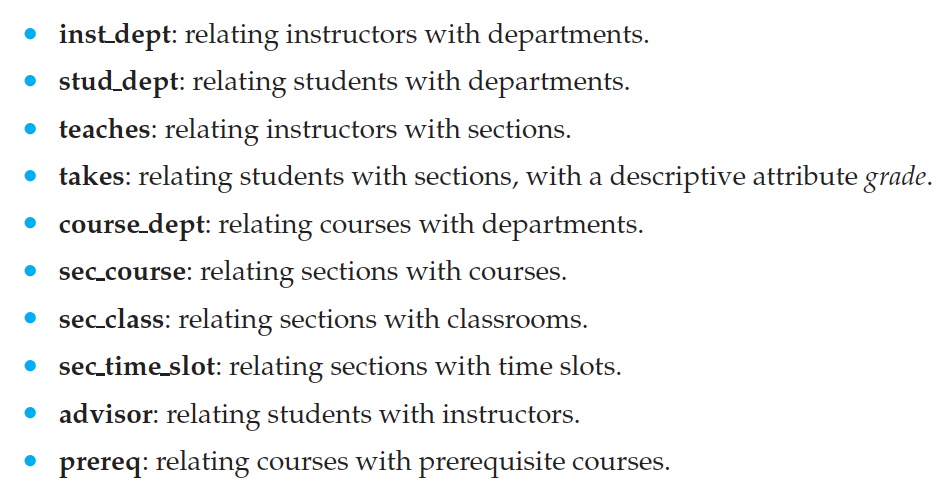 • inst_dept: relating instructors with departments.
• stud_dept: relating students with departments.
• teaches: relating instructors with sections.
• takes: relating students with sections, with a descriptive attribute grade.
• course_dept: relating courses with departments.
• sec_course: relating sections with courses.
• sec_class: relating sections with classrooms.
• sec_time_slot: relating sections with time slots.
• advisor: relating students with instructors.
• prereq: relating courses with prerequisite courses.